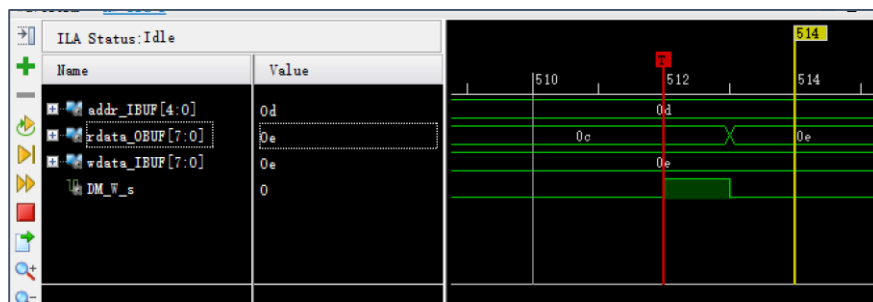 ILA Status:Idle
514
Name
Value
T
510
512
514
addr_IBUF[4:0]
0d
0d
rdata_OBUF[7:0]
0e
0c
0e
wdata_IBUF[7:0]
0e
0e
DM_W_s
0